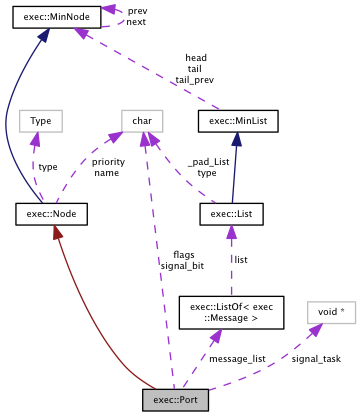 exec::MinNode
prev
next
head
tail
tail_prev
Type
char
exec::MinList
type
priority
name
_pad_List
type
exec::Node
exec::List
flags
signal_bit
list
exec::ListOf< exec
::Message >
void *
message_list
signal_task
exec::Port